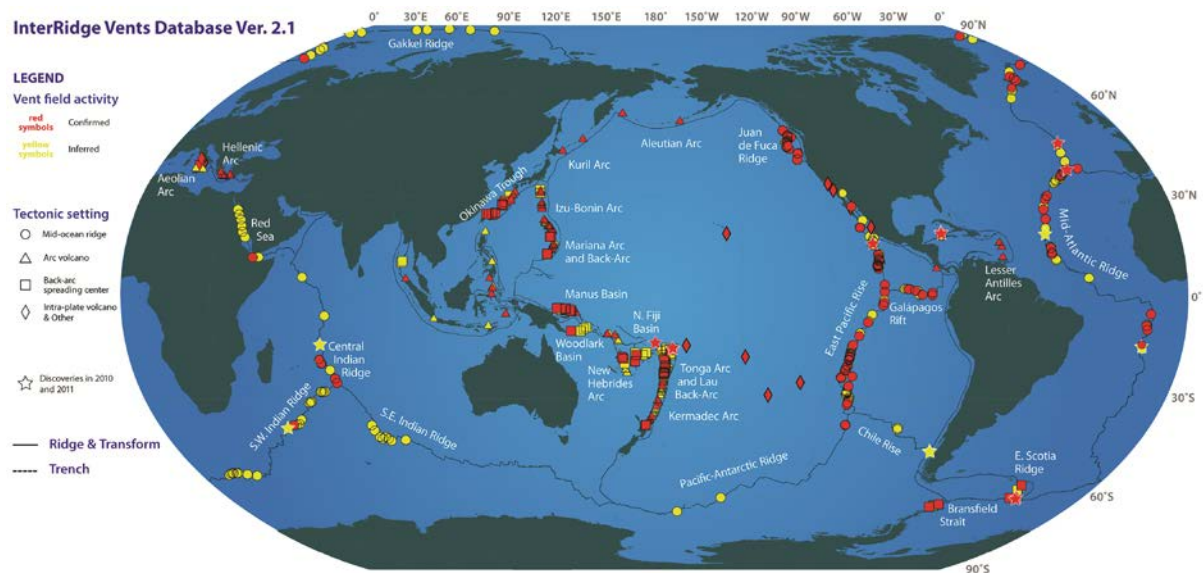 InterRidge Vents Database Ver. 2.1
LEGEND
Vent field activity
red
symbols
Confirmed
yellow
symbols
Inferred
Tectonic setting
Mid-ocean ridge
Arc volcano
Back-arc
spreading center
Intra-plate volcano
& Other
Discoveries in 2010
and 2011
Ridge & Transform
Trench
0° 30°E 60°E 90°E 120°E 150°E 180° 150°W 120°W 90°W 60°W 30°W 0° 90°N
60°N
30°N
0°
30°S
60°S
90°S
Gakkel Ridge
Hellenic
Arc
Aeolian
Arc
Red
Sea
Okinawa Trough
Kuril Arc
Aleutian Arc
Izu-Bonin Arc
Mariana Arc
and Back-Arc
Juan
de Fuca
Ridge
Mid-Atlantic Ridge
Lesser
Antilles
Arc
Manus Basin
Woodlark
Basin
N. Fiji
Basin
New
Hebrides
Arc
Tonga Arc
and Lau
Back-Arc
Kermadec Arc
East Pacific Rise
Galápagos
Rift
Central
Indian
Ridge
S.W. Indian Ridge
S.E. Indian Ridge
Pacific-Antarctic Ridge
Chile Rise
E. Scotia
Ridge
Bransfield
Strait